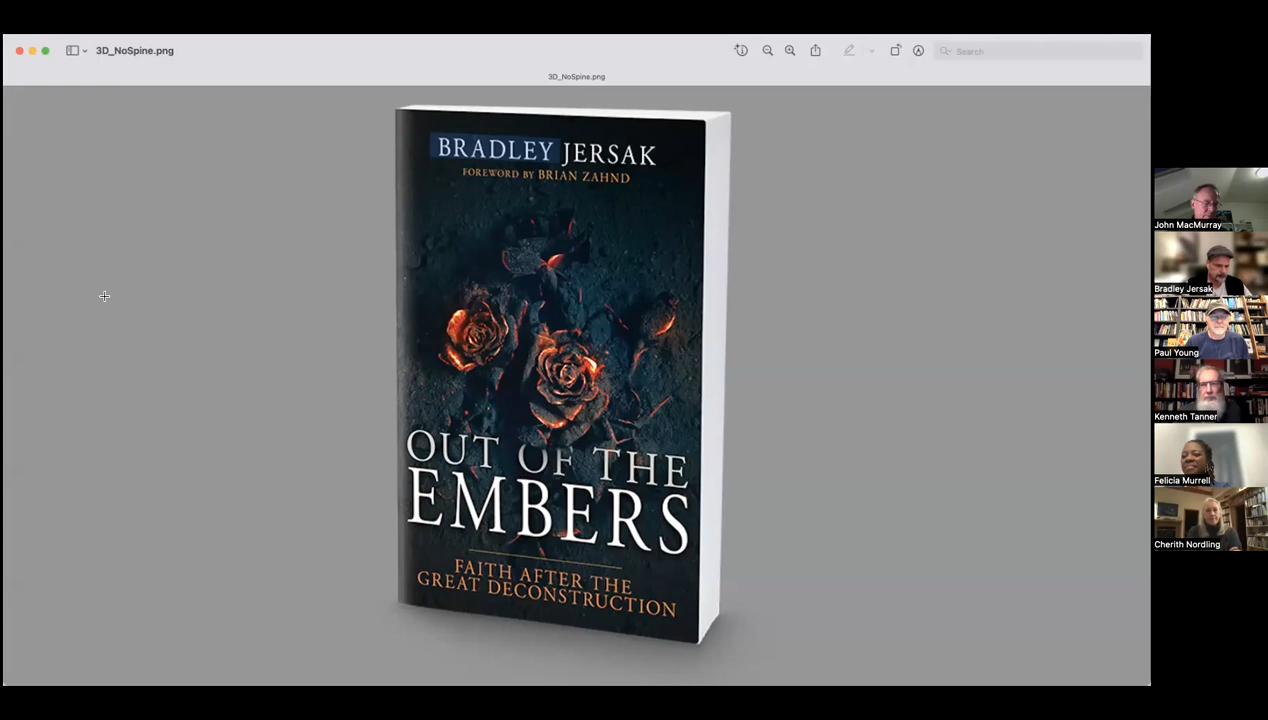 3D_NoSpine.png
Search
3D_NoSpine.png
BRADLEY JERSAK
FOREWORD BY BRIAN ZAHND
OUT OF THE
EMBERS
FAITH AFTER THE
GREAT DECONSTRUCTION
John MacMurray
Bradley Jersak
Paul Young
Kenneth Tanner
Felicia Murrell
Cherith Nordling